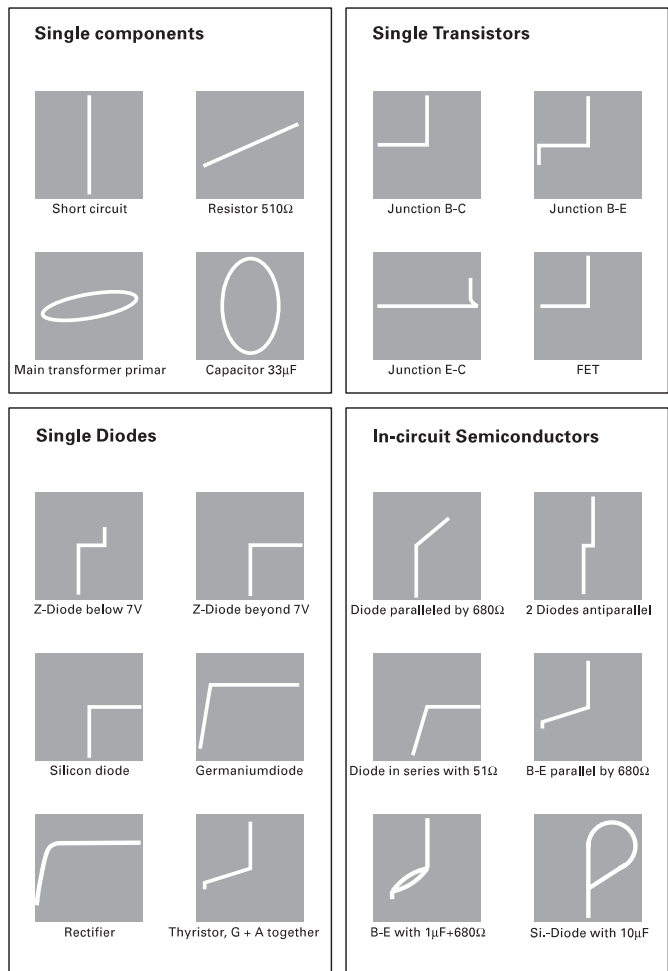 Single components
Short circuit
Resistor 510Ω
Main transformer primar
Capacitor 33µF
Single Transistors
Junction B-C
Junction B-E
Junction E-C
FET
Single Diodes
Z-Diode below 7V
Z-Diode beyond 7V
Silicon diode
Germaniumdiode
Rectifier
Thyristor, G + A together
In-circuit Semiconductors
Diode paralleled by 680Ω
2 Diodes antiparallel
Diode in series with 51Ω
B-E parallel by 680Ω
B-E with 1µF+680Ω
Si.-Diode with 10µF